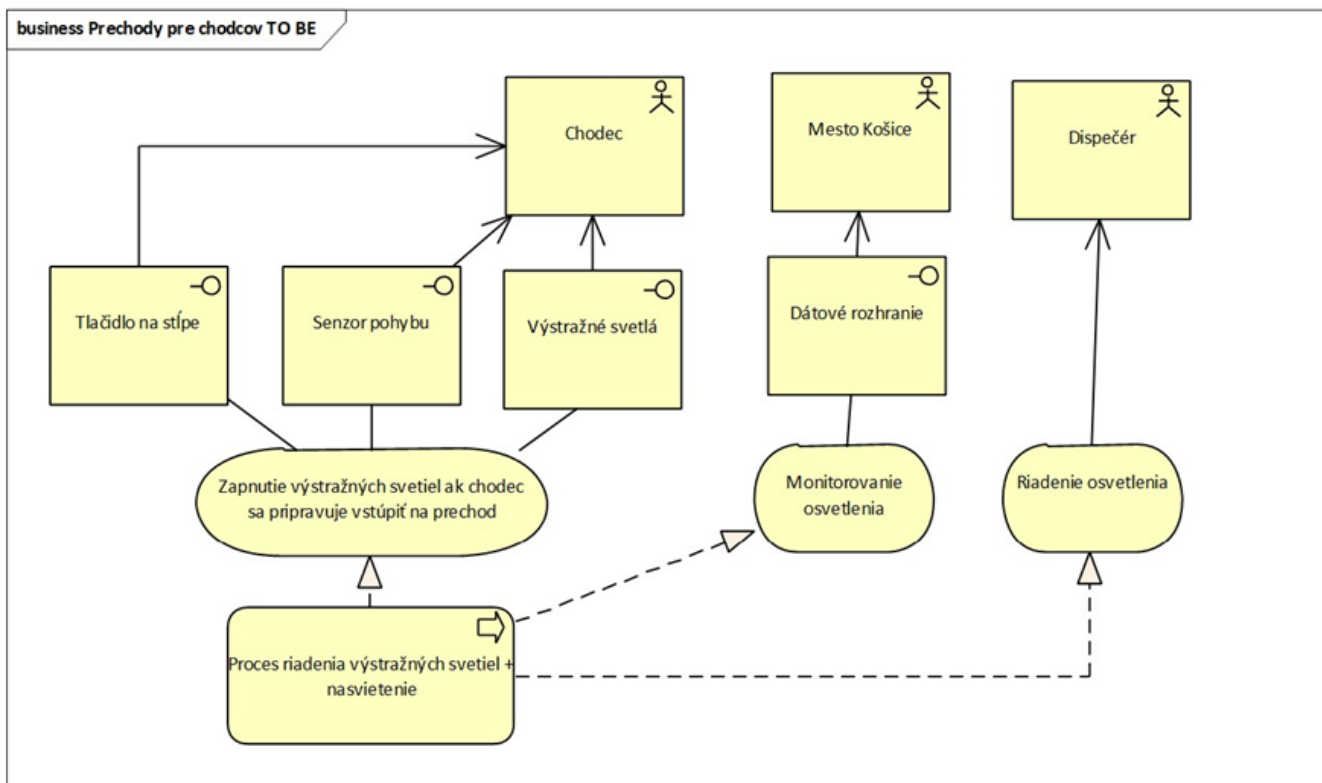 business Prechody pre chodcov TO BE
Chodec
Mesto Košice
Dispečér
Tlačidlo na stĺpe
Senzor pohybu
Výstražné svetlá
Dátové rozhranie
Zapnutie výstražných svetiel ak chodec
sa pripravuje vstúpiť na prechod
Monitorovanie
osvetlenia
Riadenie osvetlenia
Proces riadenia výstražných svetiel +
nasvietenie